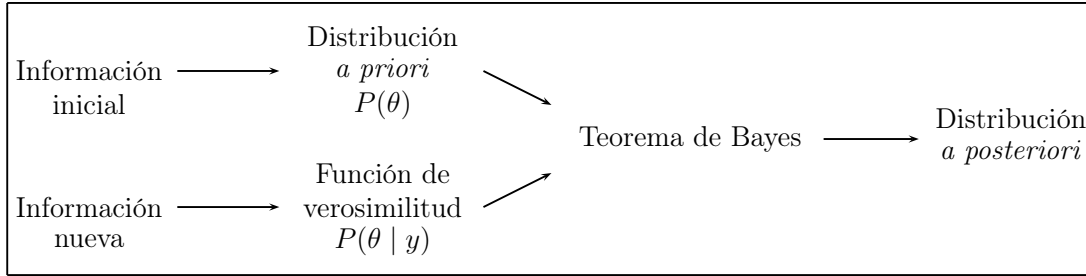 Información
inicial
Distribución
a priori
P(θ)
Información
nueva
Función de
verosimilitud
P(θ | y)
Teorema de Bayes
Distribución
a posteriori